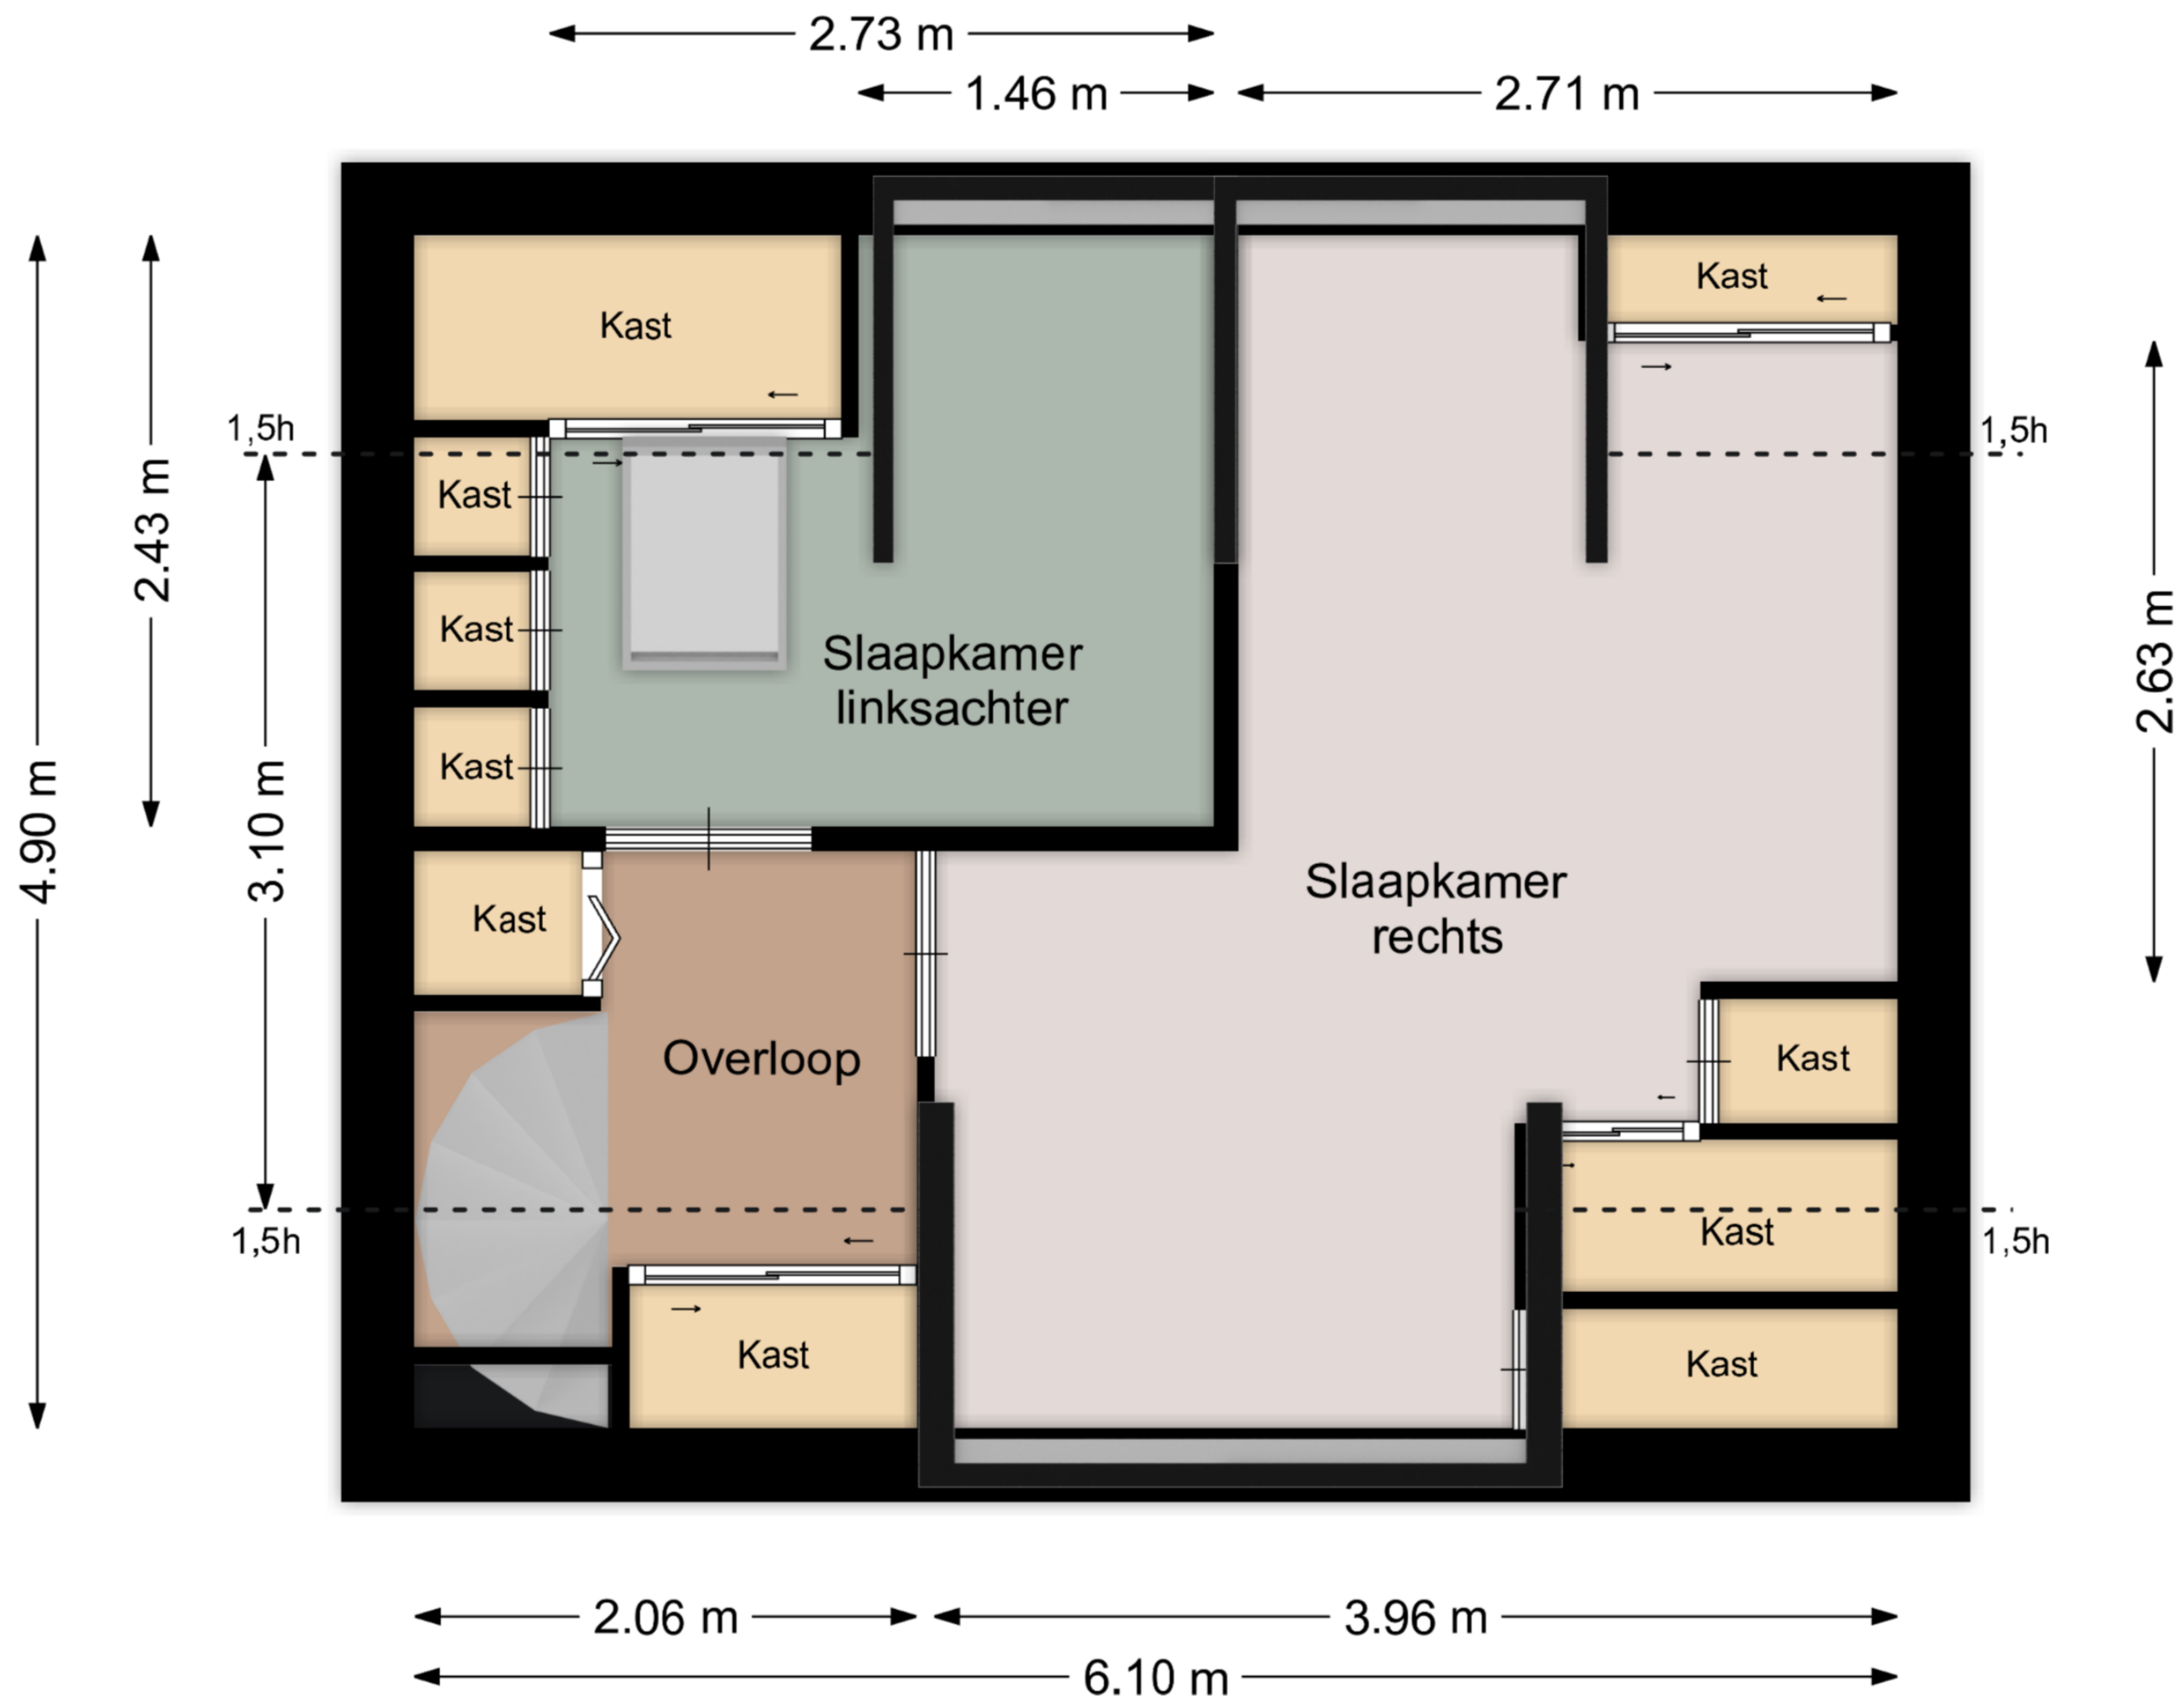 2.73 m
1.46 m
2.71 m
Kast
Kast
1,5h
1,5h
Kast
2.43 m
Kast
Slaapkamer
linksachter
2.63 m
Kast
4.90 m
3.10 m
Kast
Slaapkamer
rechts
Overloop
Kast
1,5h
Kast
1,5h
Kast
Kast
2.06 m
3.96 m
6.10 m